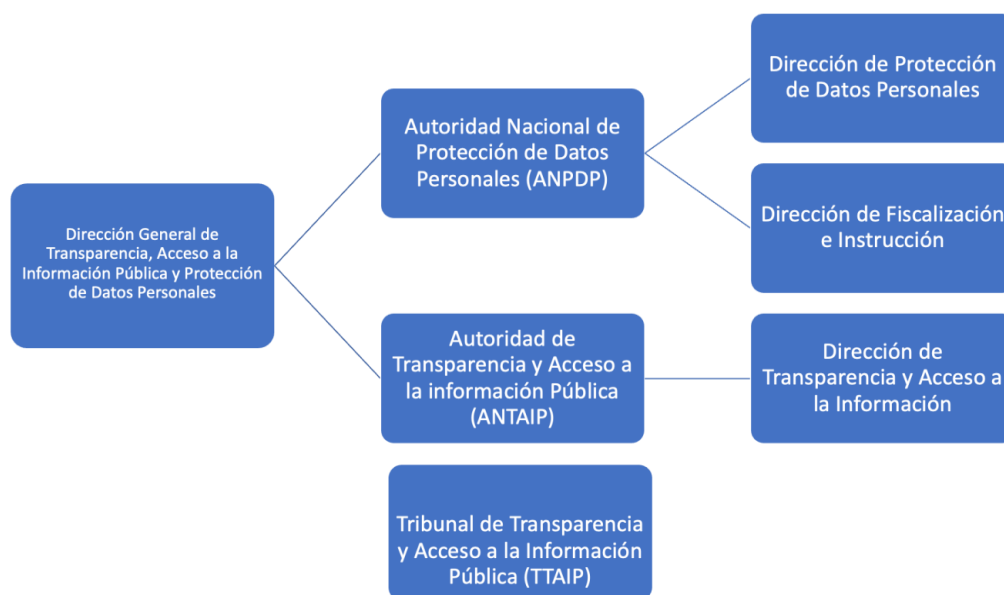 Dirección General de
Transparencia, Acceso a la
Información Pública y Protección
de Datos Personales
Autoridad Nacional de
Protección de Datos
Personales (ANPDP)
Dirección de Protección
de Datos Personales
Dirección de Fiscalización
e Instrucción
Autoridad de
Transparencia y Acceso a
la información Pública
(ANTAIP)
Dirección de
Transparencia y Acceso a
la Información
Tribunal de Transparencia
y Acceso a la Información
Pública (TTAIP)